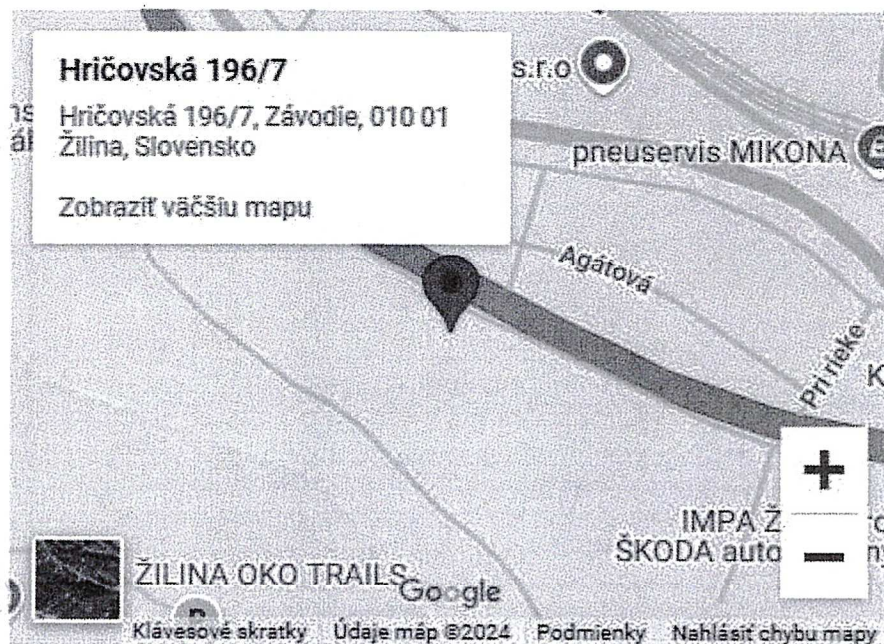 Hričovská 196/7
Hričovská 196/7, Závodie, 010 01
Žilina, Slovensko
Zobraziť väčšiu mapu
s.r.o
pneuservis MIKONA
Agátová
Pri rieke
K
IMPA Ž
ŠKODA auto
ŽILINA OKO TRAILS
Google
Klávesové skratky Údaje máp ©2024 Podmienky Nahlásiť chybu mapy